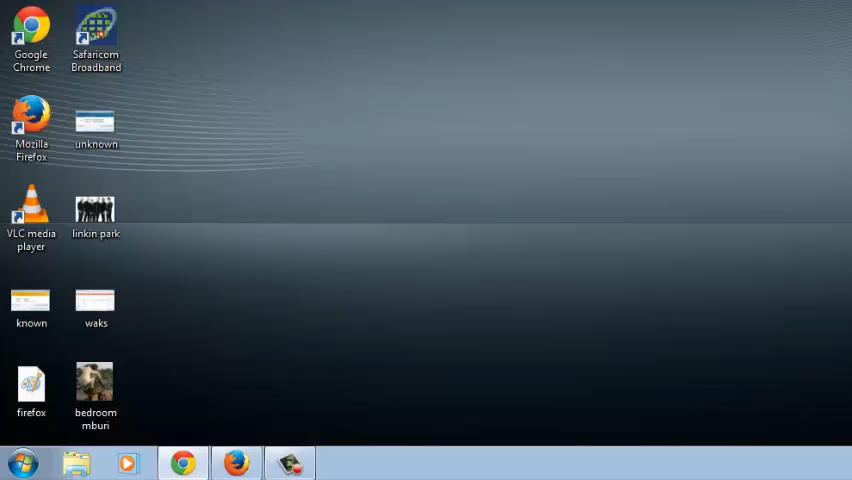 Google
Chrome
Safaricom
Broadband
Mozilla
Firefox
unknown
VLC media
player
linkin park
known
waks
firefox
bedroom
mburi